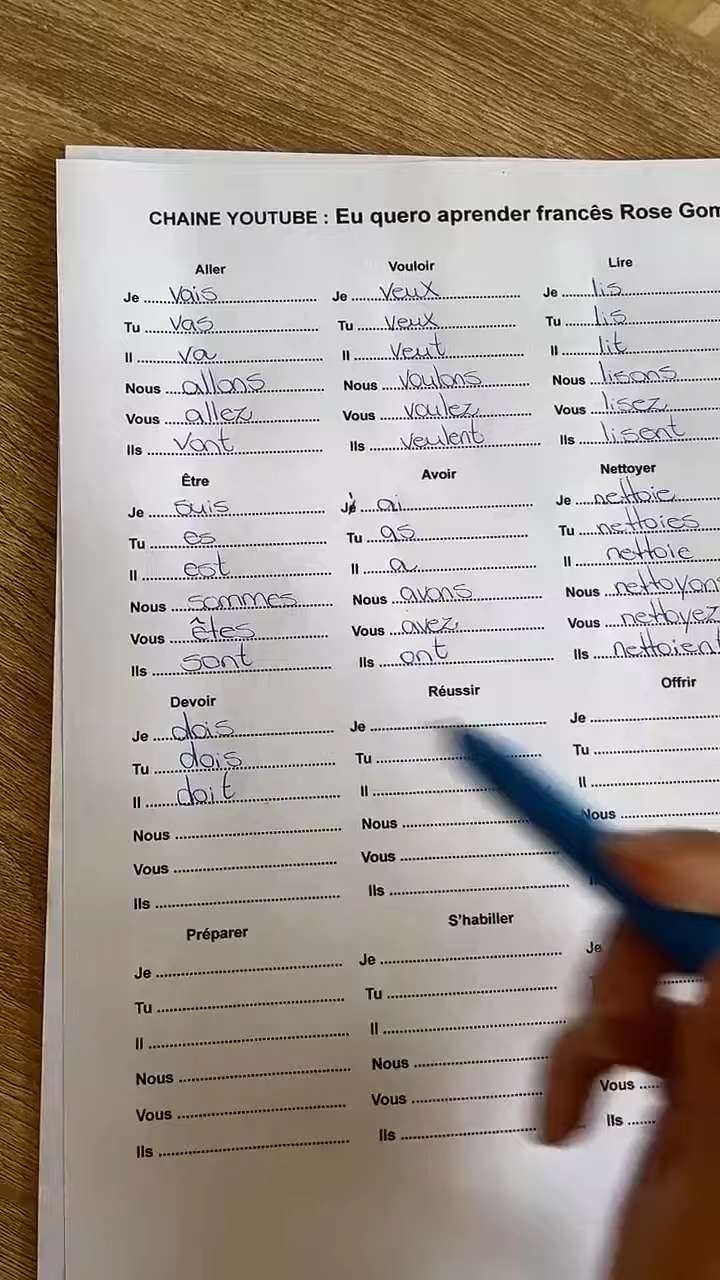 CHAINE YOUTUBE : Eu quero aprender francês Rose Gom
Aller
Je vais
Tu vas
Il va
Nous allons
Vous allez
Ils vont
Vouloir
Je veux
Tu veux
Il veut
Nous voulons
Vous voulez
Ils veulent
Lire
Je lis
Tu lis
Il lit
Nous lisons
Vous lisez
Ils lisent
Être
Je suis
Tu es
Il est
Nous sommes
Vous êtes
Ils sont
Avoir
J' ai
Tu as
Il a
Nous avons
Vous avez
Ils ont
Nettoyer
Je nettoie
Tu nettoies
Il nettoie
Nous nettoyon
Vous nettoyez
Ils nettoient
Devoir
Je dois
Tu dois
Il doit
Nous
Vous
Ils
Réussir
Je
Tu
Il
Nous
Vous
Ils
Offrir
Je
Tu
Il
Nous
Préparer
Je
Tu
Il
Nous
Vous
Ils
S'habiller
Je
Tu
Il
Nous
Vous
Ils
Je
Vous
Ils